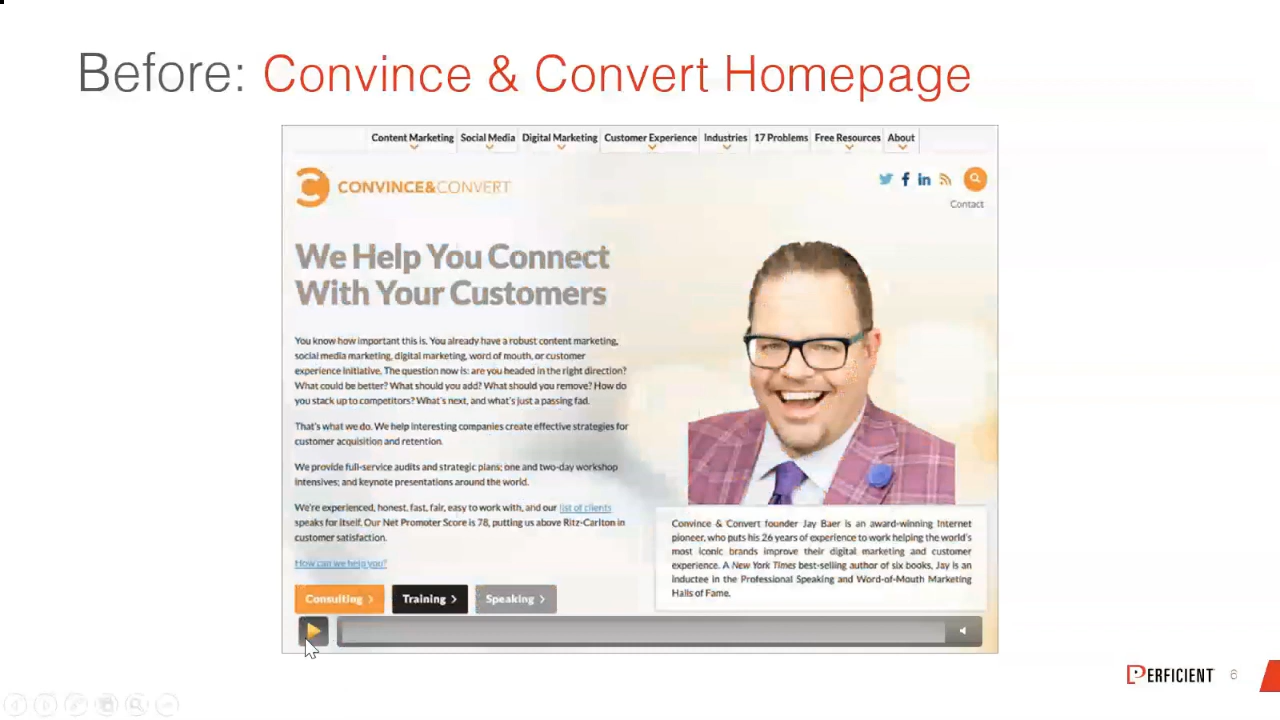 Before: Convince & Convert Homepage
Content Marketing Social Media Digital Marketing Customer Experience Industries 17 Problems Free Resources About
CONVINCE&CONVERT
Contact
We Help You Connect
With Your Customers
You know how important this is. You already have a robust content marketing,
social media marketing, digital marketing, word of mouth, or customer
experience initiative. The question now is: are you headed in the right direction?
What could be better? What should you add? What should you remove? How do
you stack up to competitors? What's next, and what's just a passing fad.
That's what we do. We help interesting companies create effective strategies for
customer acquisition and retention.
We provide full-service audits and strategic plans; one and two-day workshop
intensives; and keynote presentations around the world.
We're experienced, honest, fast, fair, easy to work with, and our list of clients
speaks for itself. Our Net Promoter Score is 78, putting us above Ritz-Carlton in
customer satisfaction.
How can we help you?
Consulting > Training > Speaking >
Convince & Convert founder Jay Baer is an award-winning Internet
pioneer, who puts his 26 years of experience to work helping the world's
most iconic brands improve their digital marketing and customer
experience. A New York Times best-selling author of six books, Jay is an
Inductee in the Professional Speaking and Word-of-Mouth Marketing
Halls of Fame.
PERFICIENT 6